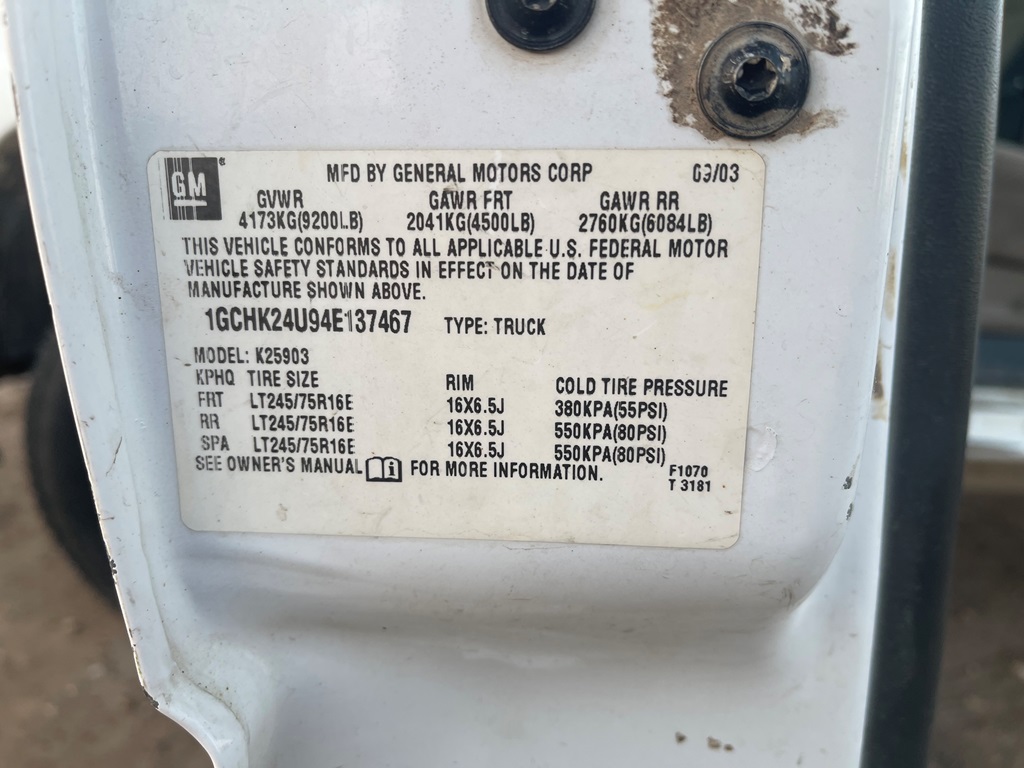 GM
MFD BY GENERAL MOTORS CORP 09/03
GVWR GAWR FRT GAWR RR
4173KG(9200LB) 2041KG(4500LB) 2760KG(6084LB)
THIS VEHICLE CONFORMS TO ALL APPLICABLE U.S. FEDERAL MOTOR
VEHICLE SAFETY STANDARDS IN EFFECT ON THE DATE OF
MANUFACTURE SHOWN ABOVE.
1GCHK24U94E137467 TYPE: TRUCK
MODEL: K25903
KPHQ TIRE SIZE RIM COLD TIRE PRESSURE
FRT LT245/75R16E 16X6.5J 380KPA(55PSI)
RR LT245/75R16E 16X6.5J 550KPA(80PSI)
SPA LT245/75R16E 16X6.5J 550KPA(80PSI)
SEE OWNER'S MANUAL FOR MORE INFORMATION. F1070
T 3181